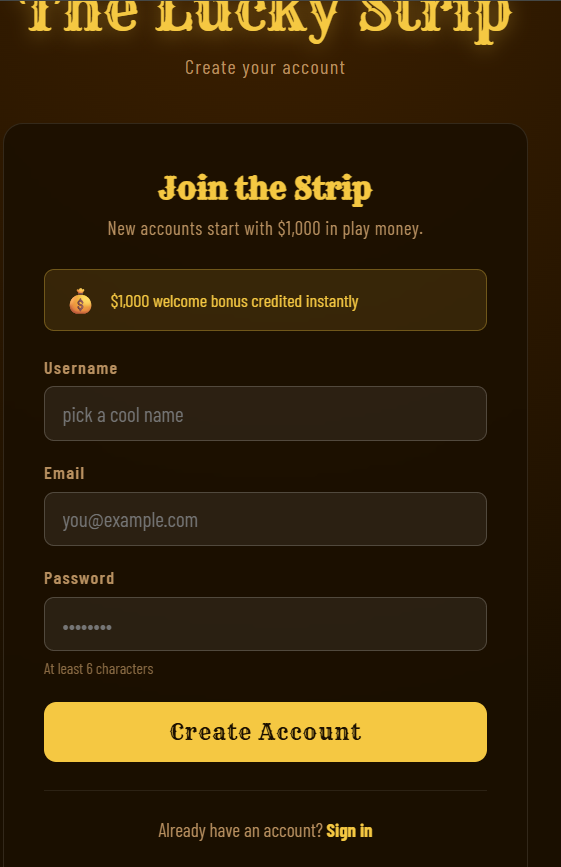 The Lucky Strip
Create your account
Join the Strip
New accounts start with $1,000 in play money.
$1,000 welcome bonus credited instantly
Username
pick a cool name
Email
you@example.com
Password
••••••••
At least 6 characters
Create Account
Already have an account? Sign in